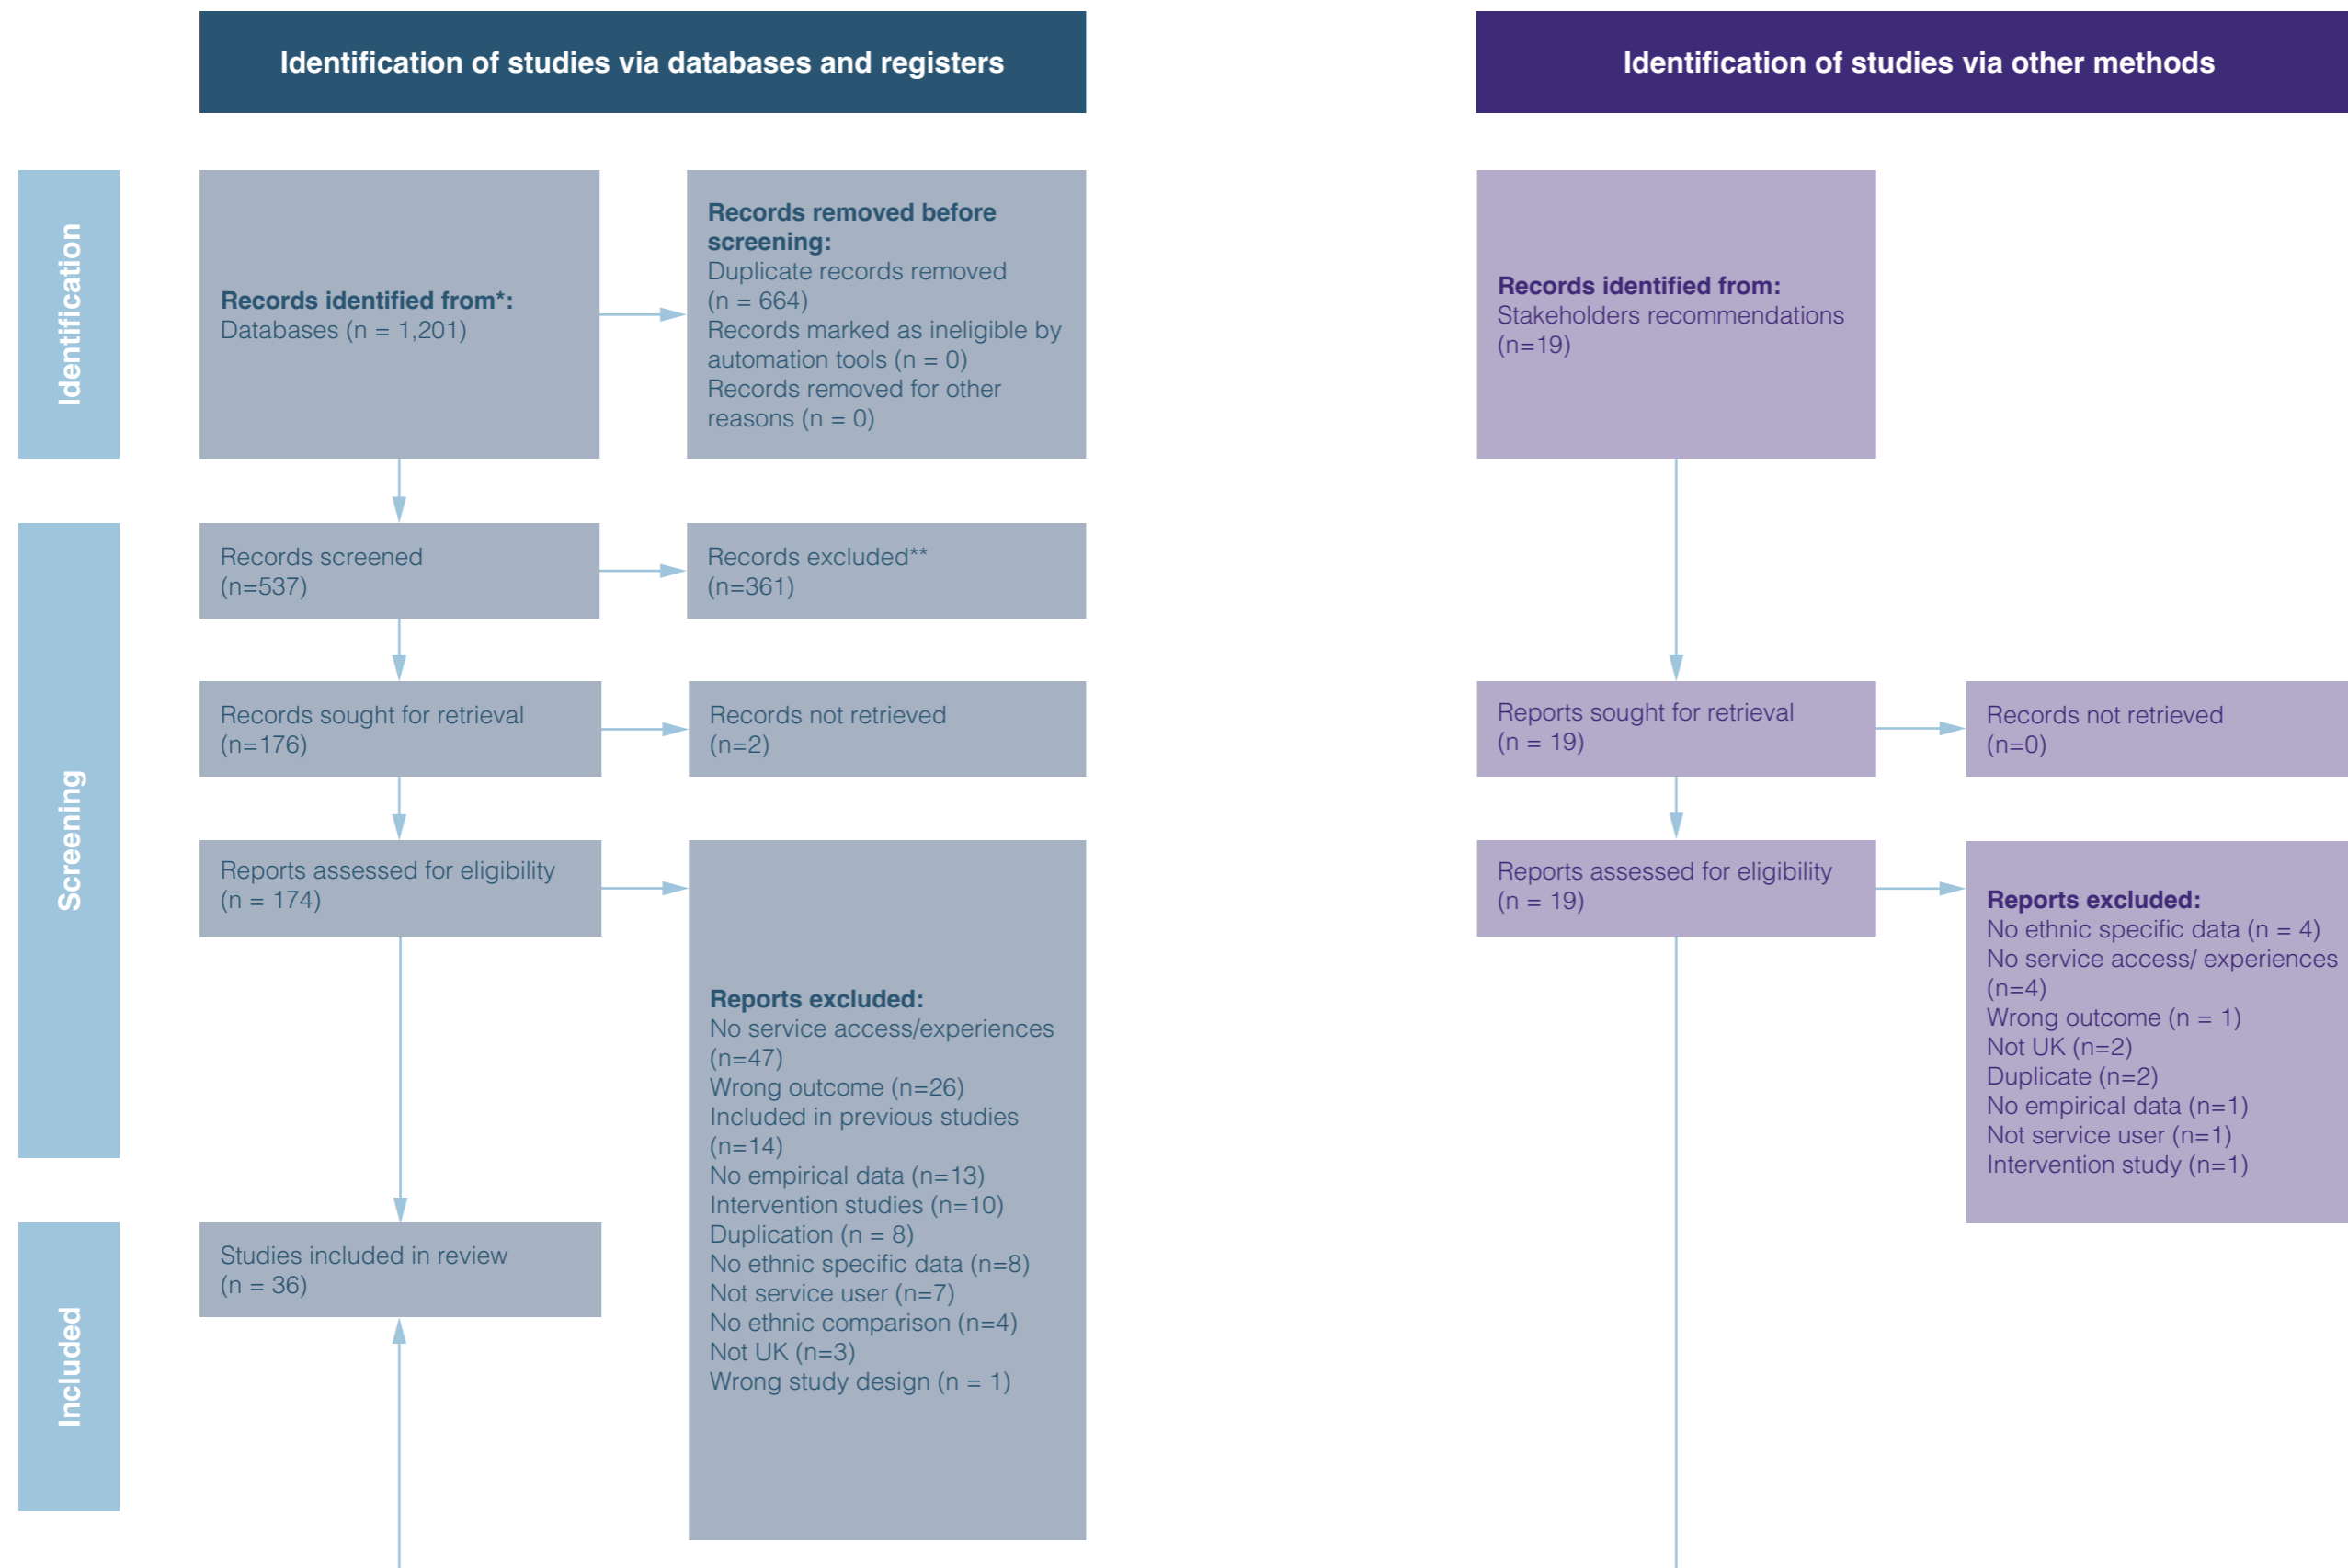 Identification of studies via databases and registers
Identification of studies via other methods
Identification
Records identified from*:
Databases (n = 1,201)
Records removed before
screening:
Duplicate records removed
(n = 664)
Records marked as ineligible by
automation tools (n = 0)
Records removed for other
reasons (n = 0)
Records identified from:
Stakeholders recommendations
(n=19)
Screening
Records screened
(n=537)
Records excluded**
(n=361)
Records sought for retrieval
(n=176)
Records not retrieved
(n=2)
Reports sought for retrieval
(n = 19)
Records not retrieved
(n=0)
Reports assessed for eligibility
(n = 174)
Reports excluded:
No service access/experiences
(n=47)
Wrong outcome (n=26)
Included in previous studies
(n=14)
No empirical data (n=13)
Intervention studies (n=10)
Duplication (n = 8)
No ethnic specific data (n=8)
Not service user (n=7)
No ethnic comparison (n=4)
Not UK (n=3)
Wrong study design (n = 1)
Reports assessed for eligibility
(n = 19)
Reports excluded:
No ethnic specific data (n = 4)
No service access/ experiences
(n=4)
Wrong outcome (n = 1)
Not UK (n=2)
Duplicate (n=2)
No empirical data (n=1)
Not service user (n=1)
Intervention study (n=1)
Included
Studies included in review
(n = 36)